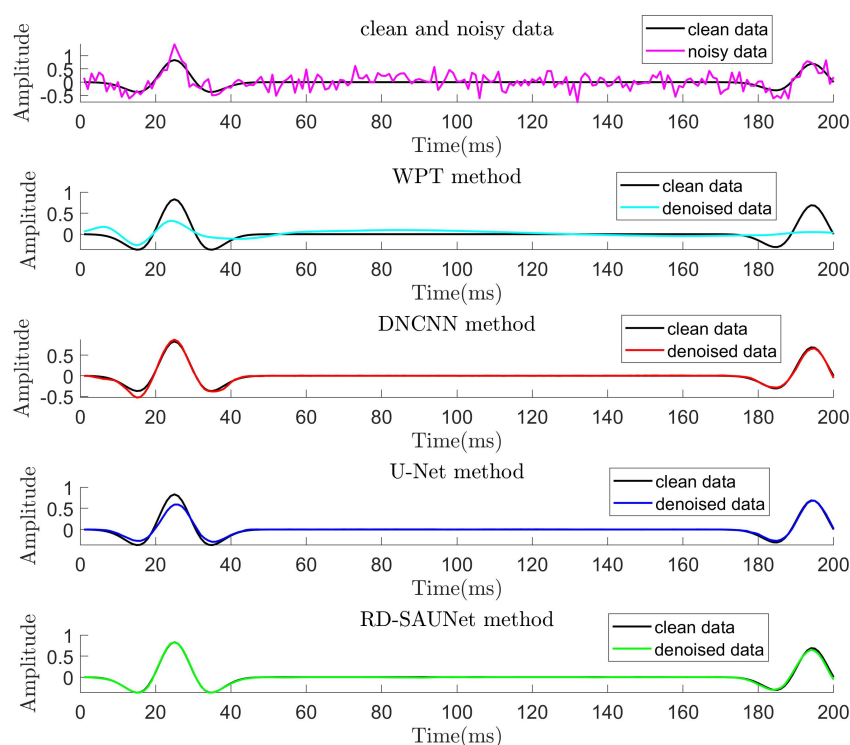 clean and noisy data
clean data
noisy data
Amplitude
1
0.5
0
-0.5
0 20 40 60 80 100 120 140 160 180 200
Time(ms)
WPT method
clean data
denoised data
Amplitude
1
0.5
0
0 20 40 60 80 100 120 140 160 180 200
Time(ms)
DNCNN method
clean data
denoised data
Amplitude
0.5
0
-0.5
0 20 40 60 80 100 120 140 160 180 200
Time(ms)
U-Net method
clean data
denoised data
Amplitude
1
0.5
0
0 20 40 60 80 100 120 140 160 180 200
Time(ms)
RD-SAUNet method
clean data
denoised data
Amplitude
1
0.5
0
0 20 40 60 80 100 120 140 160 180 200
Time(ms)